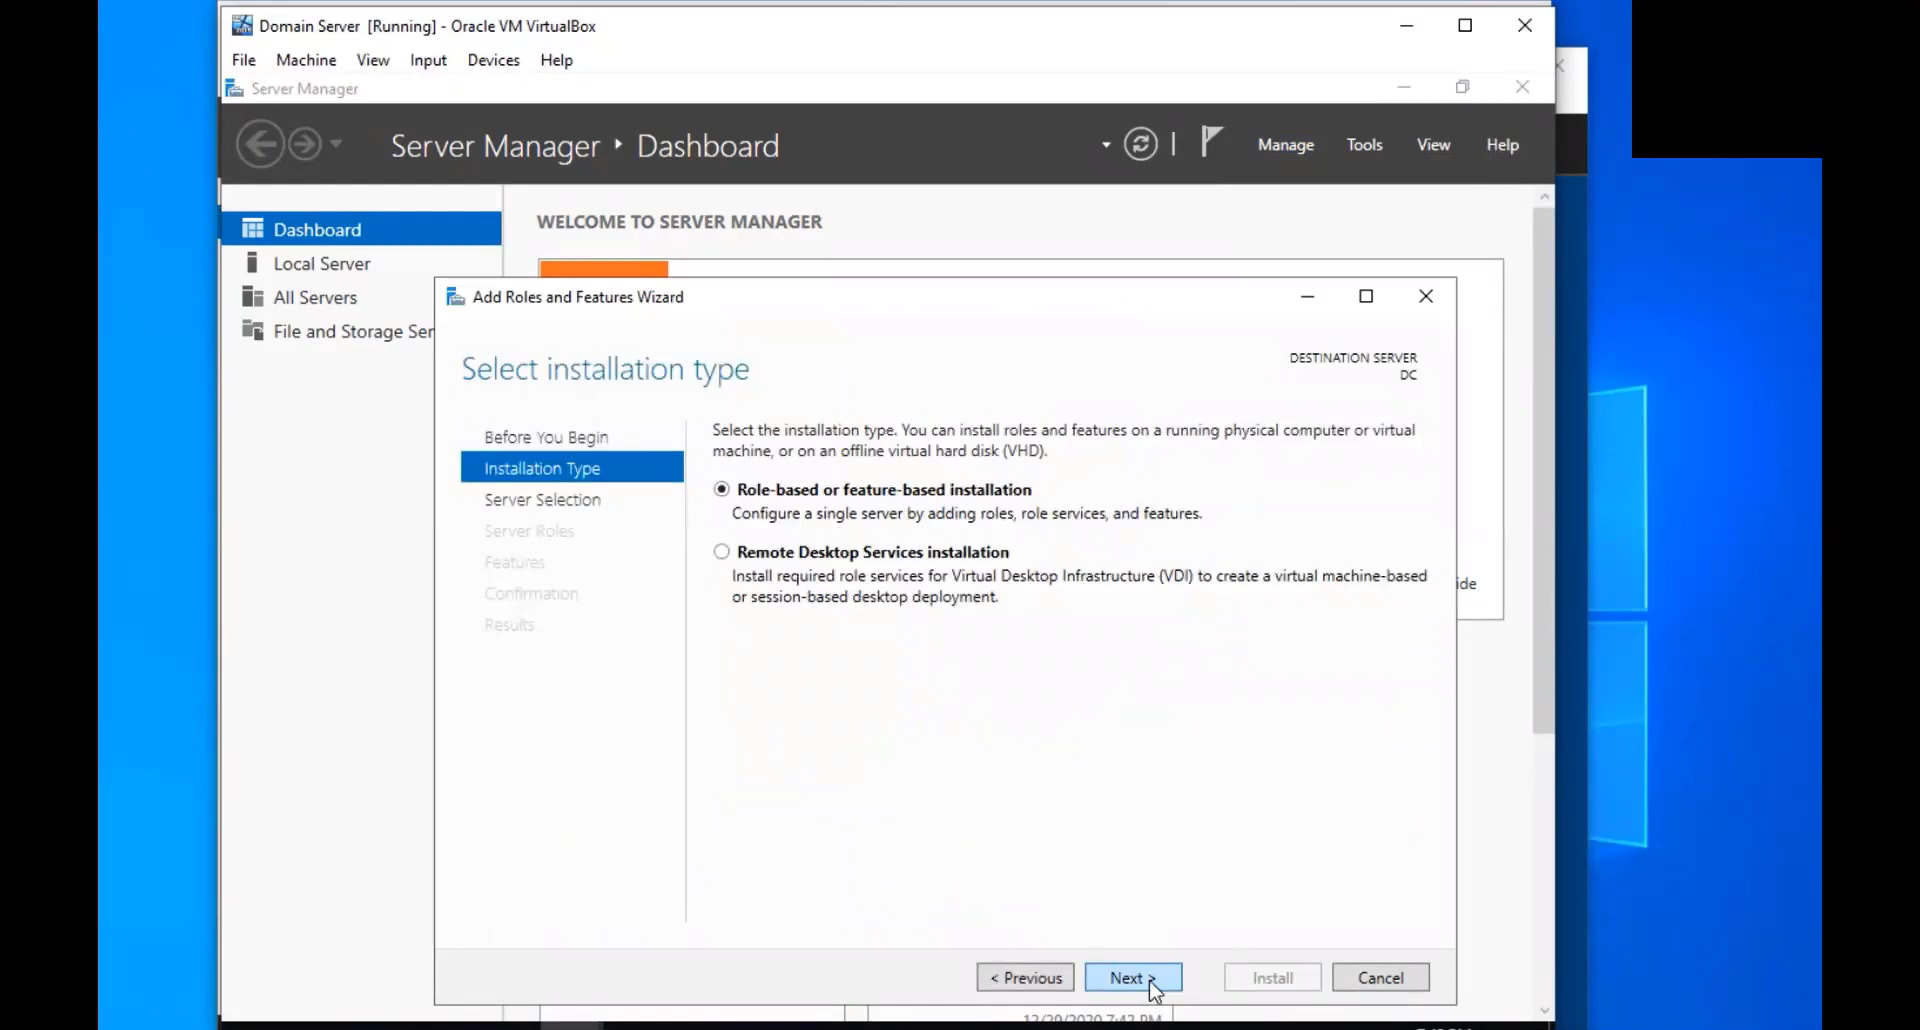 Domain Server [Running] - Oracle VM VirtualBox
File Machine View Input Devices Help
Server Manager
Server Manager Dashboard
Manage Tools View Help
Dashboard
Local Server
All Servers
File and Storage Ser
WELCOME TO SERVER MANAGER
Add Roles and Features Wizard
Select installation type
DESTINATION SERVER
DC
Before You Begin
Installation Type
Server Selection
Server Roles
Features
Confirmation
Results
Select the installation type. You can install roles and features on a running physical computer or virtual
machine, or on an offline virtual hard disk (VHD).
Role-based or feature-based installation
Configure a single server by adding roles, role services, and features.
Remote Desktop Services installation
Install required role services for Virtual Desktop Infrastructure (VDI) to create a virtual machine-based
or session-based desktop deployment.
ide
< Previous Next > Install Cancel
12/29/2020 7:42 PM